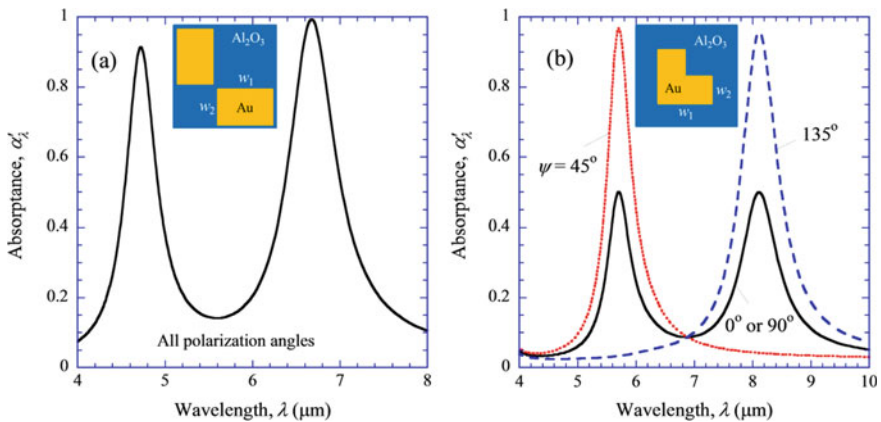 (a)
Al₂O₃
w₁
w₂
Au
All polarization angles
Absorptance, α′λ
1
0.8
0.6
0.4
0.2
0
4
5
6
7
8
Wavelength, λ (μm)
(b)
Al₂O₃
Au
w₂
w₁
135°
ψ = 45°
0° or 90°
Absorptance, α′λ
1
0.8
0.6
0.4
0.2
0
4
5
6
7
8
9
10
Wavelength, λ (μm)